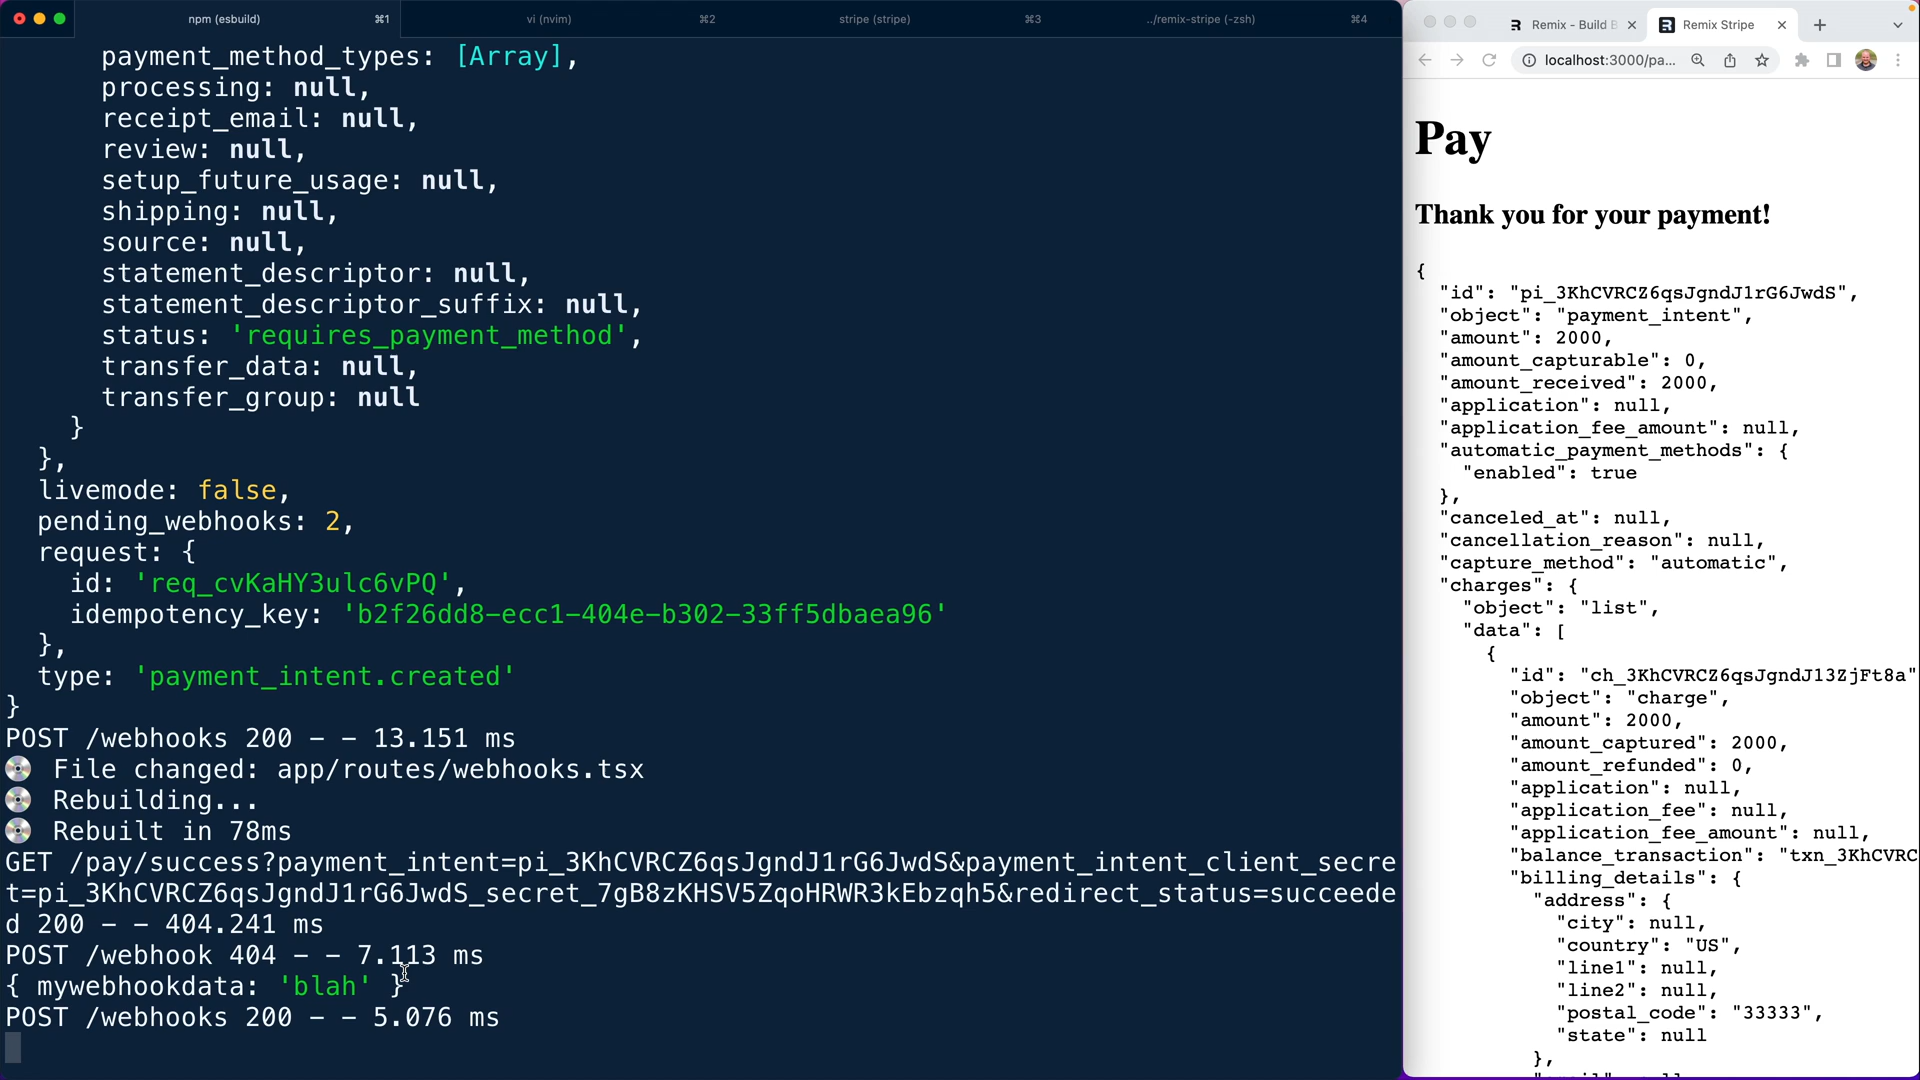 npm (esbuild) ⌘1 vi (nvim) ⌘2 stripe (stripe) ⌘3 ../remix-stripe (-zsh) ⌘4
payment_method_types: [Array],
processing: null,
receipt_email: null,
review: null,
setup_future_usage: null,
shipping: null,
source: null,
statement_descriptor: null,
statement_descriptor_suffix: null,
status: 'requires_payment_method',
transfer_data: null,
transfer_group: null
}
},
livemode: false,
pending_webhooks: 2,
request: {
id: 'req_cvKaHY3ulc6vPQ',
idempotency_key: 'b2f26dd8-ecc1-404e-b302-33ff5dbaea96'
},
type: 'payment_intent.created'
}
POST /webhooks 200 - - 13.151 ms
File changed: app/routes/webhooks.tsx
Rebuilding...
Rebuilt in 78ms
GET /pay/success?payment_intent=pi_3KhCVRCZ6qsJgndJ1rG6JwdS&payment_intent_client_secre
t=pi_3KhCVRCZ6qsJgndJ1rG6JwdS_secret_7gB8zKHSV5ZqoHRWR3kEbzqh5&redirect_status=succeede
d 200 - - 404.241 ms
POST /webhook 404 - - 7.113 ms
{ mywebhookdata: 'blah' }
POST /webhooks 200 - - 5.076 ms
Remix - Build B Remix Stripe
localhost:3000/pa...
Pay
Thank you for your payment!
{
"id": "pi_3KhCVRCZ6qsJgndJ1rG6JwdS",
"object": "payment_intent",
"amount": 2000,
"amount_capturable": 0,
"amount_received": 2000,
"application": null,
"application_fee_amount": null,
"automatic_payment_methods": {
"enabled": true
},
"canceled_at": null,
"cancellation_reason": null,
"capture_method": "automatic",
"charges": {
"object": "list",
"data": [
{
"id": "ch_3KhCVRCZ6qsJgndJ13ZjFt8a"
"object": "charge",
"amount": 2000,
"amount_captured": 2000,
"amount_refunded": 0,
"application": null,
"application_fee": null,
"application_fee_amount": null,
"balance_transaction": "txn_3KhCVRC
"billing_details": {
"address": {
"city": null,
"country": "US",
"line1": null,
"line2": null,
"postal_code": "33333",
"state": null
},